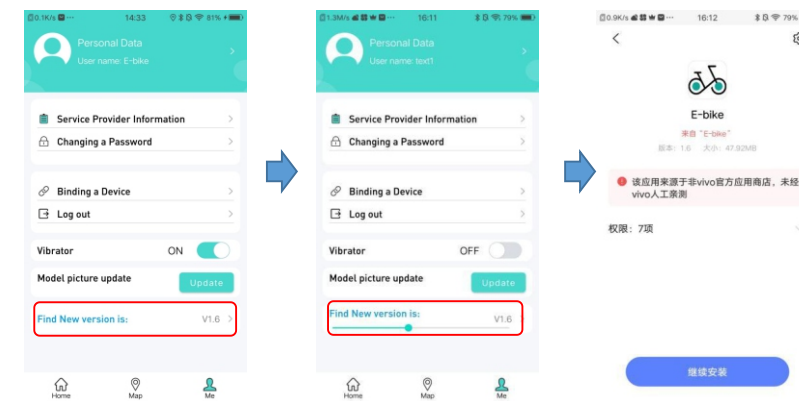 0.1K/s
14:33
81%
Personal Data
User name: E-bike
Service Provider Information
Changing a Password
Binding a Device
Log out
Vibrator
ON
Model picture update
Update
Find New version is:
V1.6
Home
Map
Me
1.3M/s
16:11
79%
Personal Data
User name: text1
Service Provider Information
Changing a Password
Binding a Device
Log out
Vibrator
OFF
Model picture update
Update
Find New version is:
V1.6
Home
Map
Me
0.9K/s
16:12
79%
E-bike
来自 "E-bike"
版本: 1.6 大小: 47.92MB
该应用来源于非vivo官方应用商店，未经
vivo人工亲测
权限: 7项
继续安装